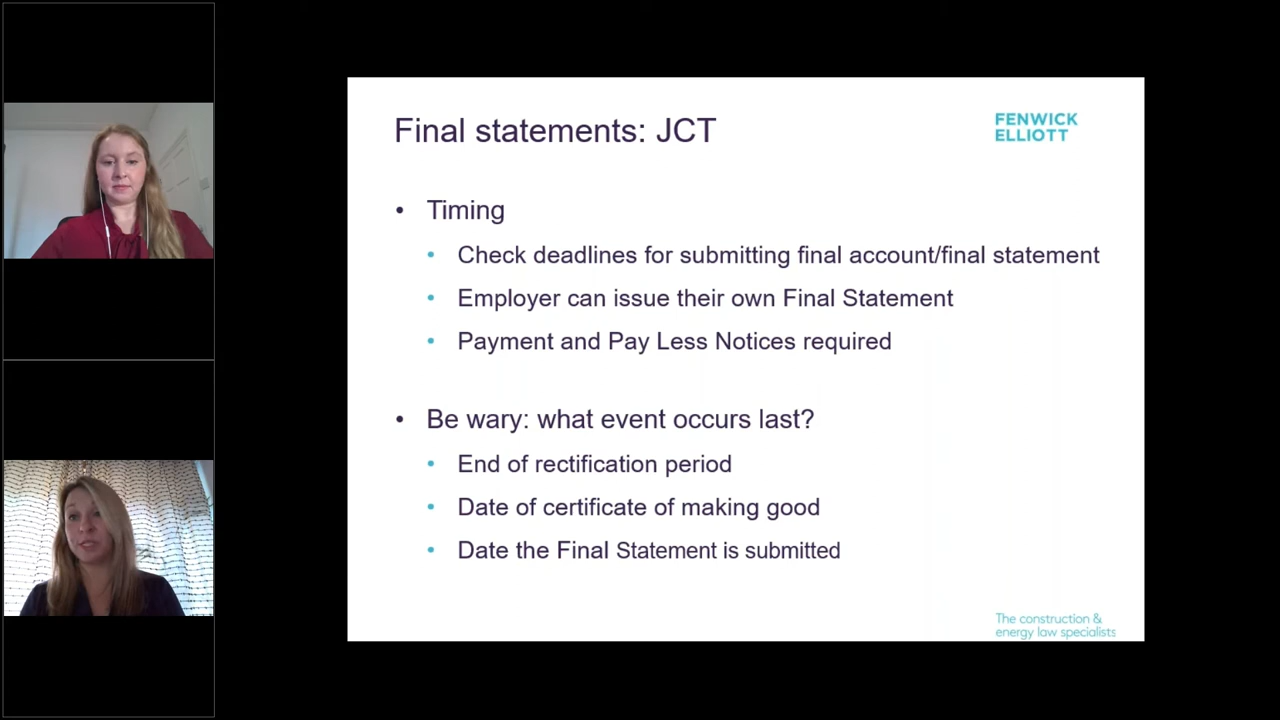 Final statements: JCT
FENWICK
ELLIOTT
• Timing
• Check deadlines for submitting final account/final statement
• Employer can issue their own Final Statement
• Payment and Pay Less Notices required
• Be wary: what event occurs last?
• End of rectification period
• Date of certificate of making good
• Date the Final Statement is submitted
The construction &
energy law specialists